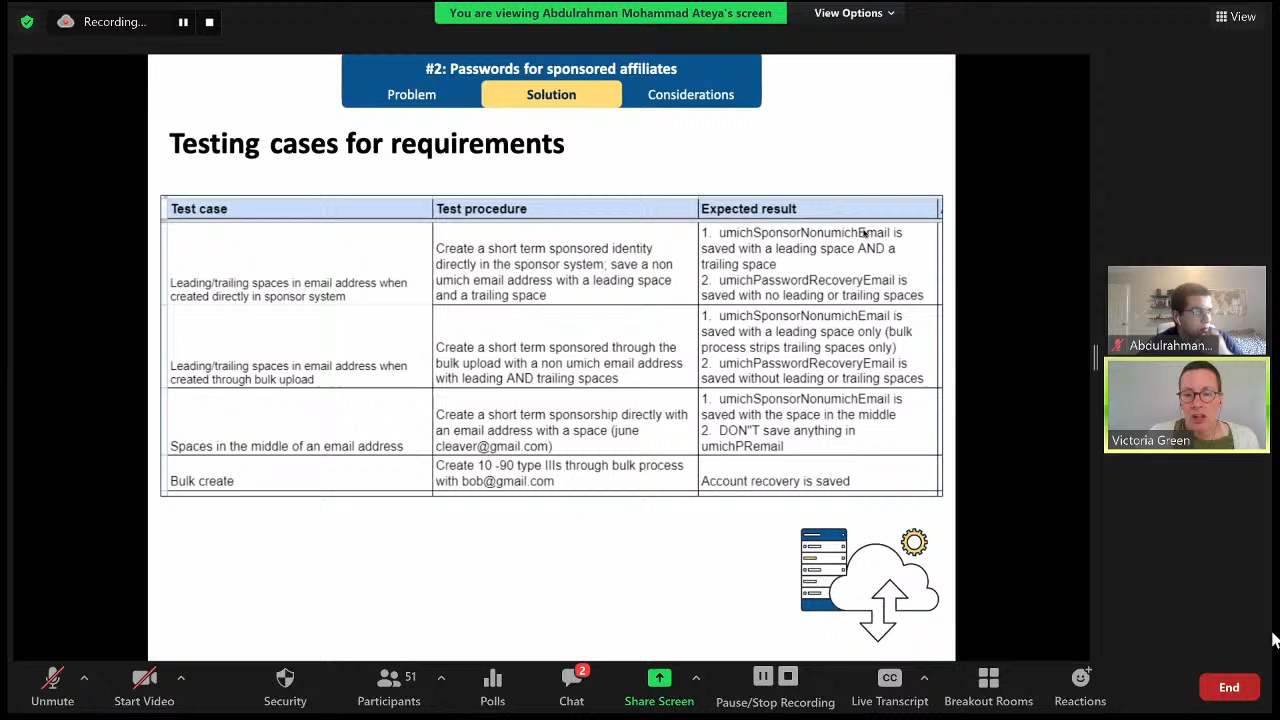 Recording...
You are viewing Abdulrahman Mohammad Ateya's screen
View Options
View
#2: Passwords for sponsored affiliates
Problem
Solution
Considerations
Testing cases for requirements
Test case
Test procedure
Expected result
Leading/trailing spaces in email address when
created directly in sponsor system
Create a short term sponsored identity
directly in the sponsor system; save a non
umich email address with a leading space
and a trailing space
1. umichSponsorNonumichEmail is
saved with a leading space AND a
trailing space
2. umichPasswordRecoveryEmail is
saved with no leading or trailing spaces
Leading/trailing spaces in email address when
created through bulk upload
Create a short term sponsored through the
bulk upload with a non umich email address
with leading AND trailing spaces
1. umichSponsorNonumichEmail is
saved with a leading space only (bulk
process strips trailing spaces only)
2. umichPasswordRecoveryEmail is
saved without leading or trailing spaces
Spaces in the middle of an email address
Create a short term sponsorship directly with
an email address with a space (june
cleaver@gmail.com)
1. umichSponsorNonumichEmail is
saved with the space in the middle
2. DON"T save anything in
umichPRemail
Bulk create
Create 10 -90 type IIIs through bulk process
with bob@gmail.com
Account recovery is saved
Abdulrahman...
Victoria Green
Unmute
Start Video
Security
51
Participants
Polls
2
Chat
Share Screen
Pause/Stop Recording
CC
Live Transcript
Breakout Rooms
Reactions
End